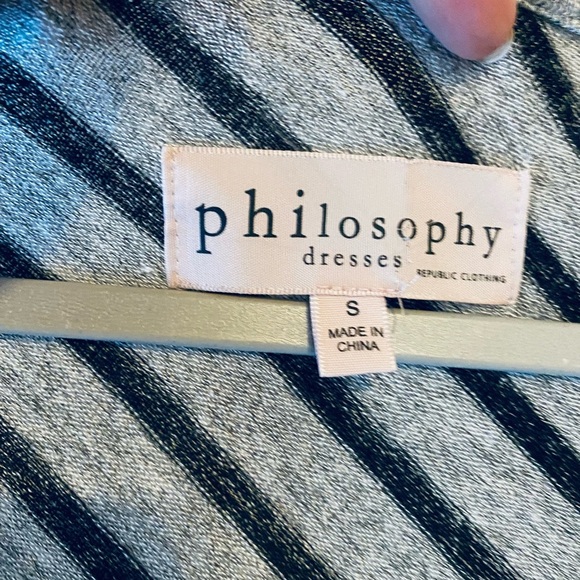 philosophy
dresses
REPUBLIC CLOTHING
S
MADE IN
CHINA